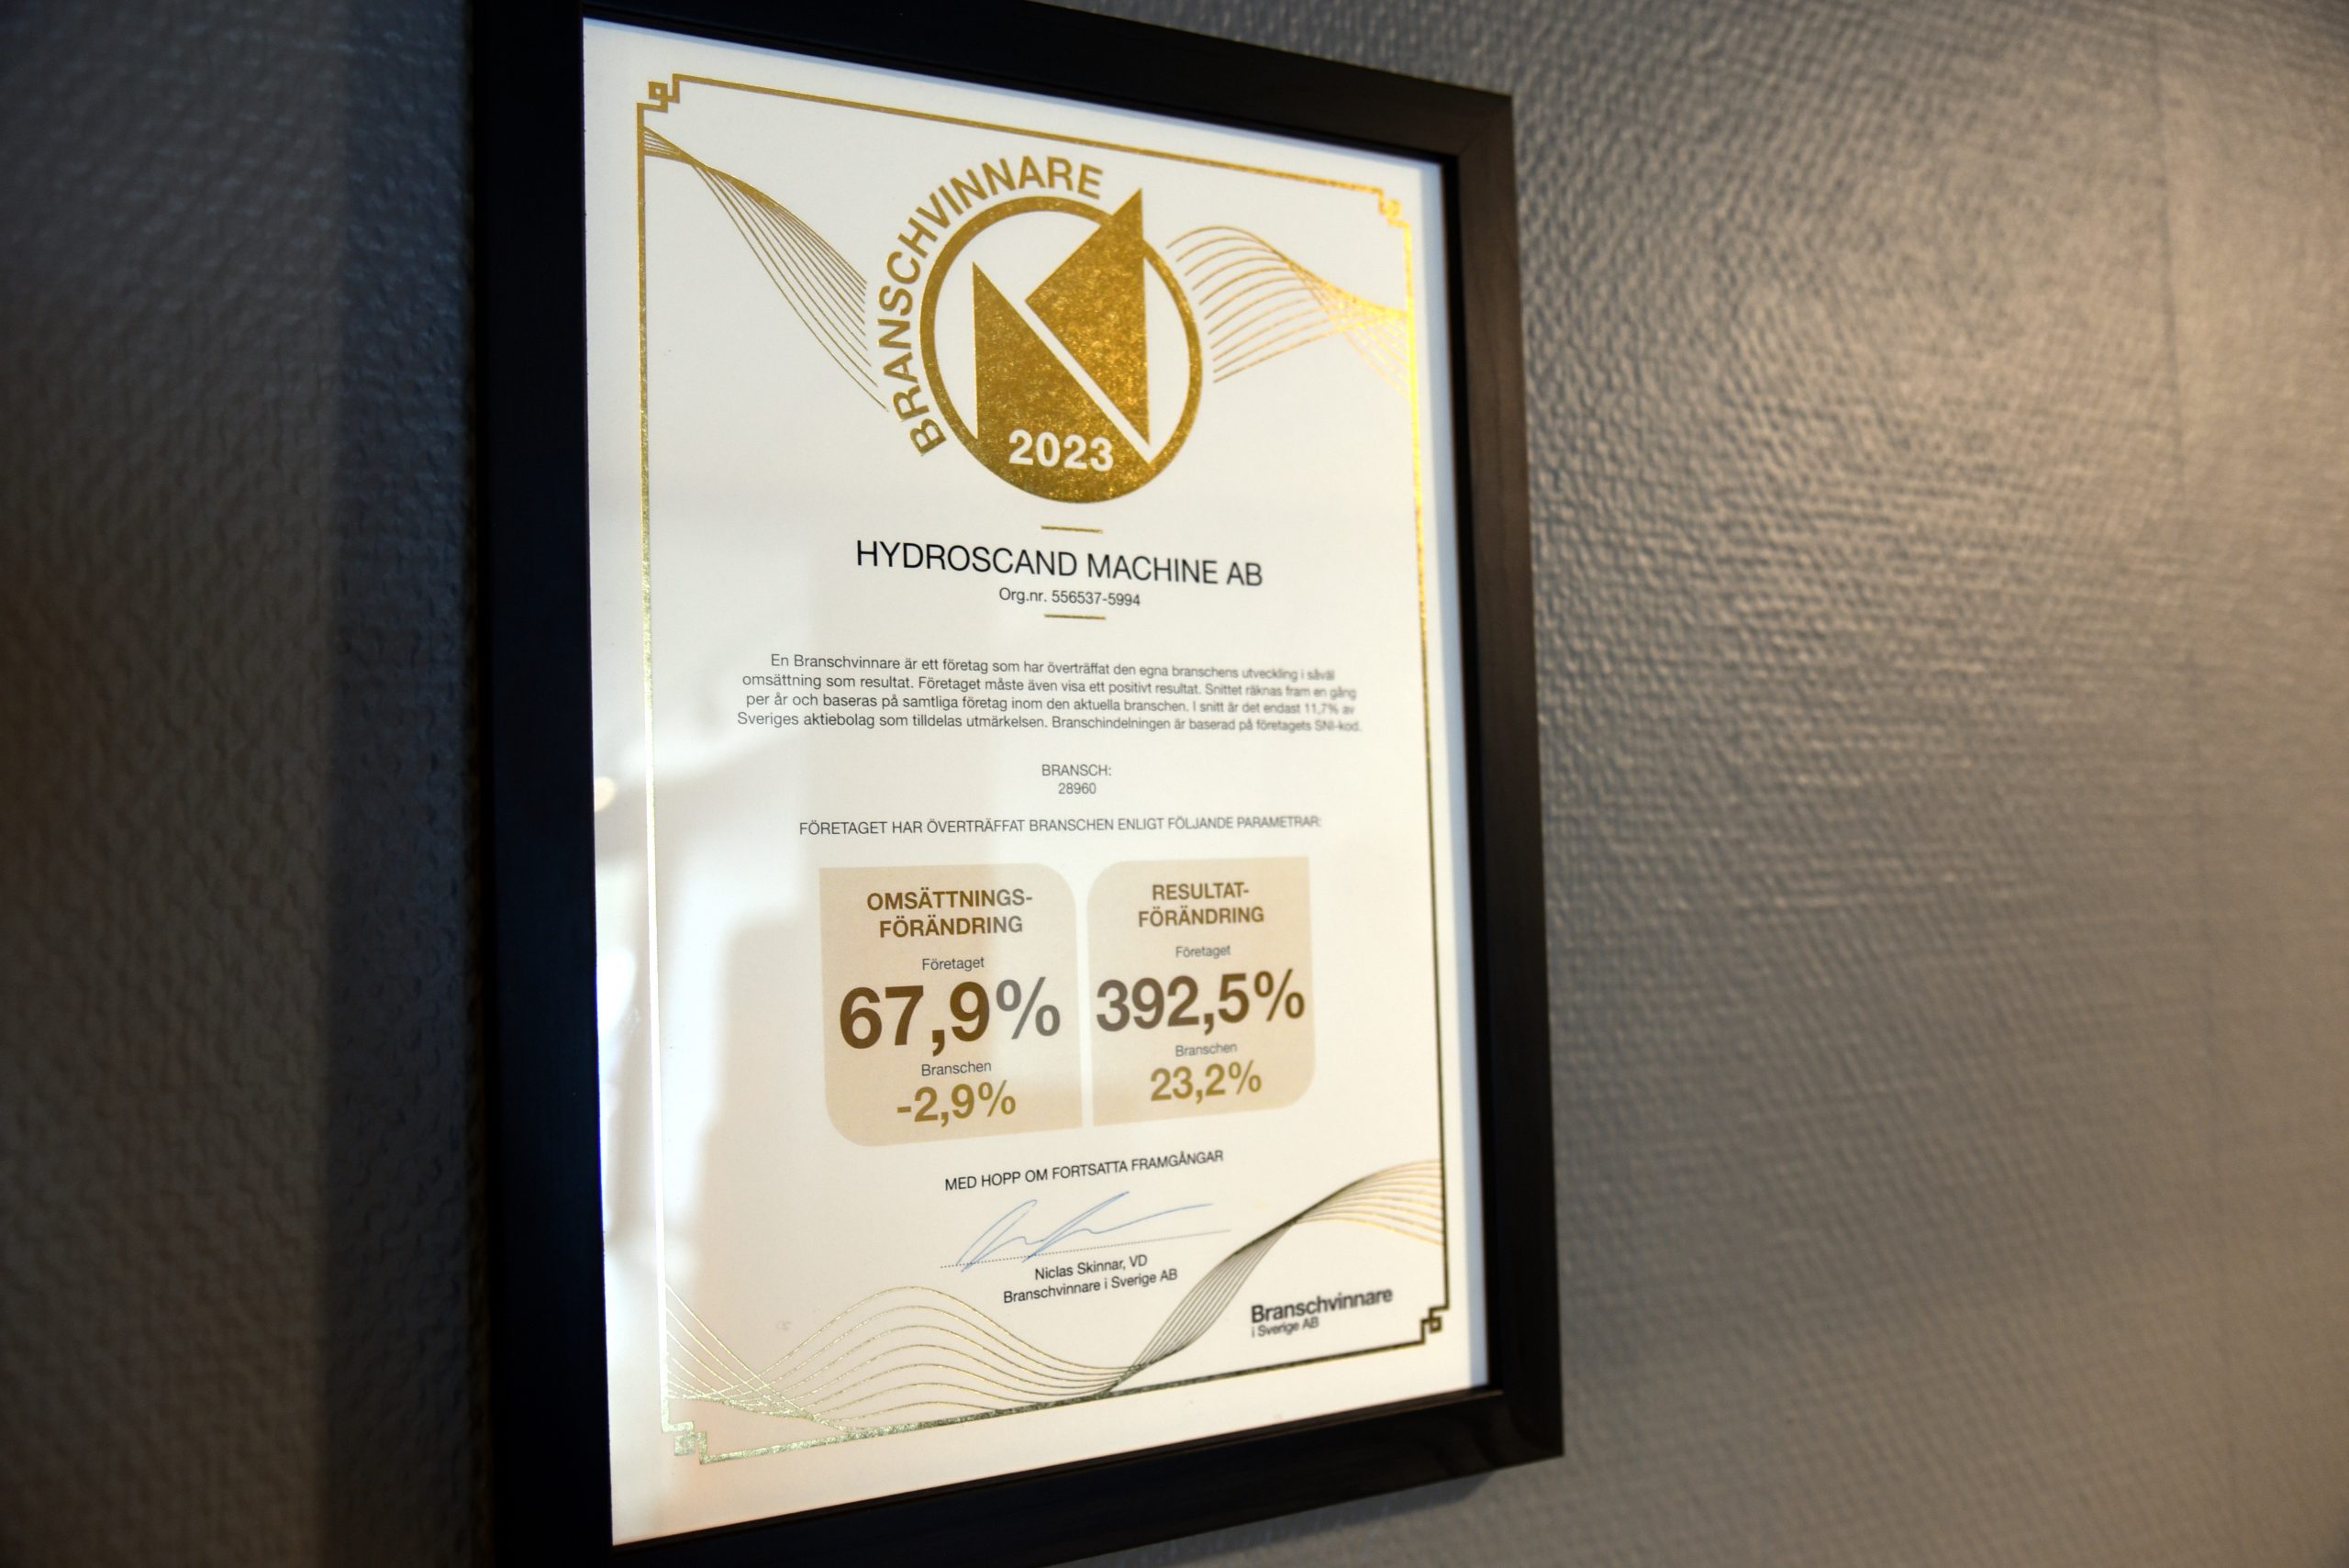 BRANSCHVINNARE
2023
HYDROSCAND MACHINE AB
Org.nr. 556537-5994
En Branschvinnare är ett företag som har överträffat den egna branschens utveckling i såväl
omsättning som resultat. Företaget måste även visa ett positivt resultat. Snittet räknas fram en gång
per år och baseras på samtliga företag inom den aktuella branschen. I snitt är det endast 11,7% av
Sveriges aktiebolag som tilldelas utmärkelsen. Branschindelningen är baserad på företagets SNI-kod.
BRANSCH:
28960
FÖRETAGET HAR ÖVERTRÄFFAT BRANSCHEN ENLIGT FÖLJANDE PARAMETRAR:
OMSÄTTNINGS-
FÖRÄNDRING
Företaget
67,9%
Branschen
-2,9%
RESULTAT-
FÖRÄNDRING
Företaget
392,5%
Branschen
23,2%
MED HOPP OM FORTSATTA FRAMGÅNGAR
Niclas Skinnar, VD
Branschvinnare i Sverige AB
Branschvinnare
i Sverige AB